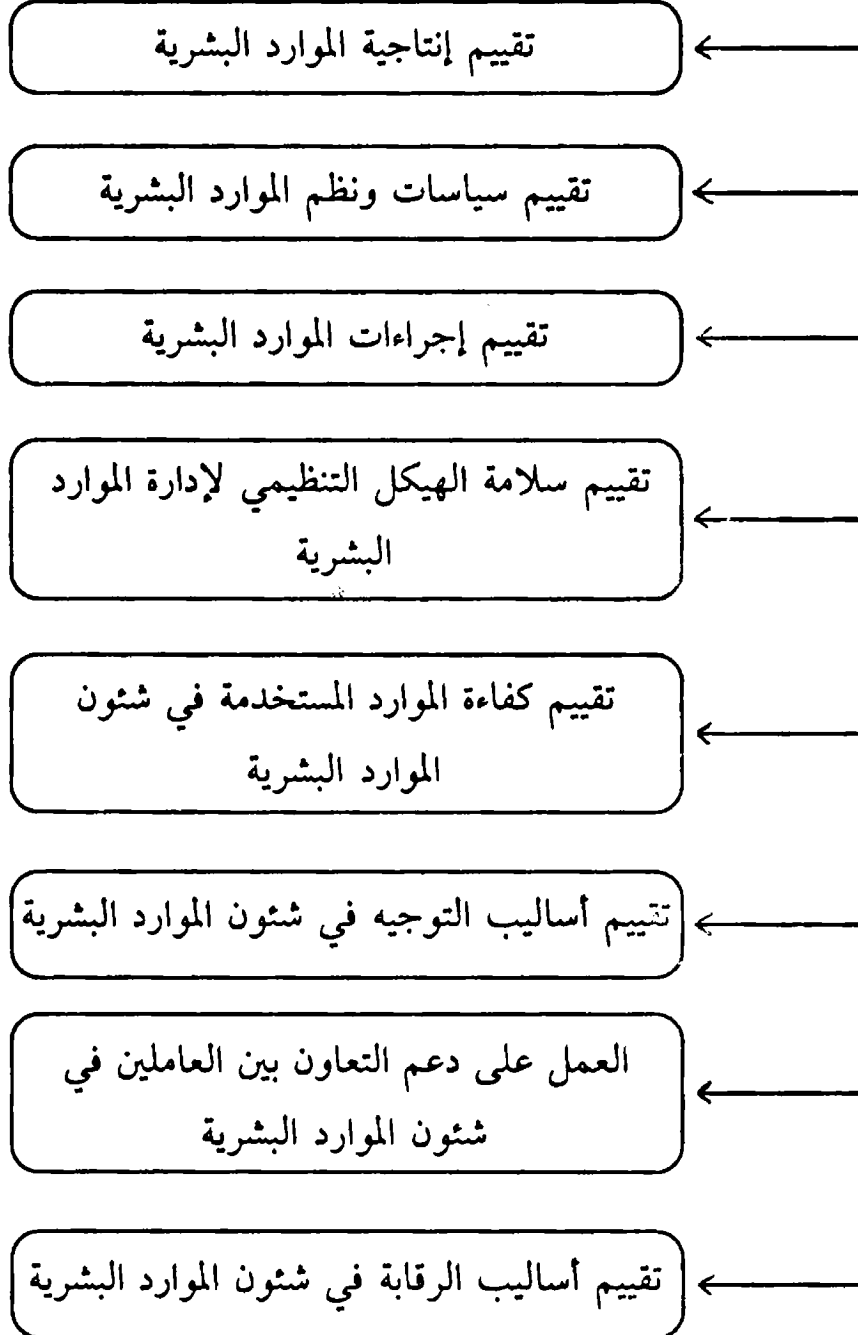 تقييم إنتاجية الموارد البشرية
تقييم سياسات ونظم الموارد البشرية
تقييم إجراءات الموارد البشرية
تقييم سلامة الهيكل التنظيمي لإدارة الموارد
البشرية
تقييم كفاءة الموارد المستخدمة في شئون
الموارد البشرية
تقييم أساليب التوجيه في شئون الموارد البشرية
العمل على دعم التعاون بين العاملين في
شئون الموارد البشرية
تقييم أساليب الرقابة في شئون الموارد البشرية